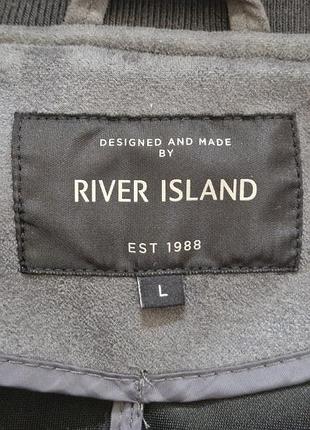 DESIGNED AND MADE
BY
RIVER ISLAND
EST 1988
L